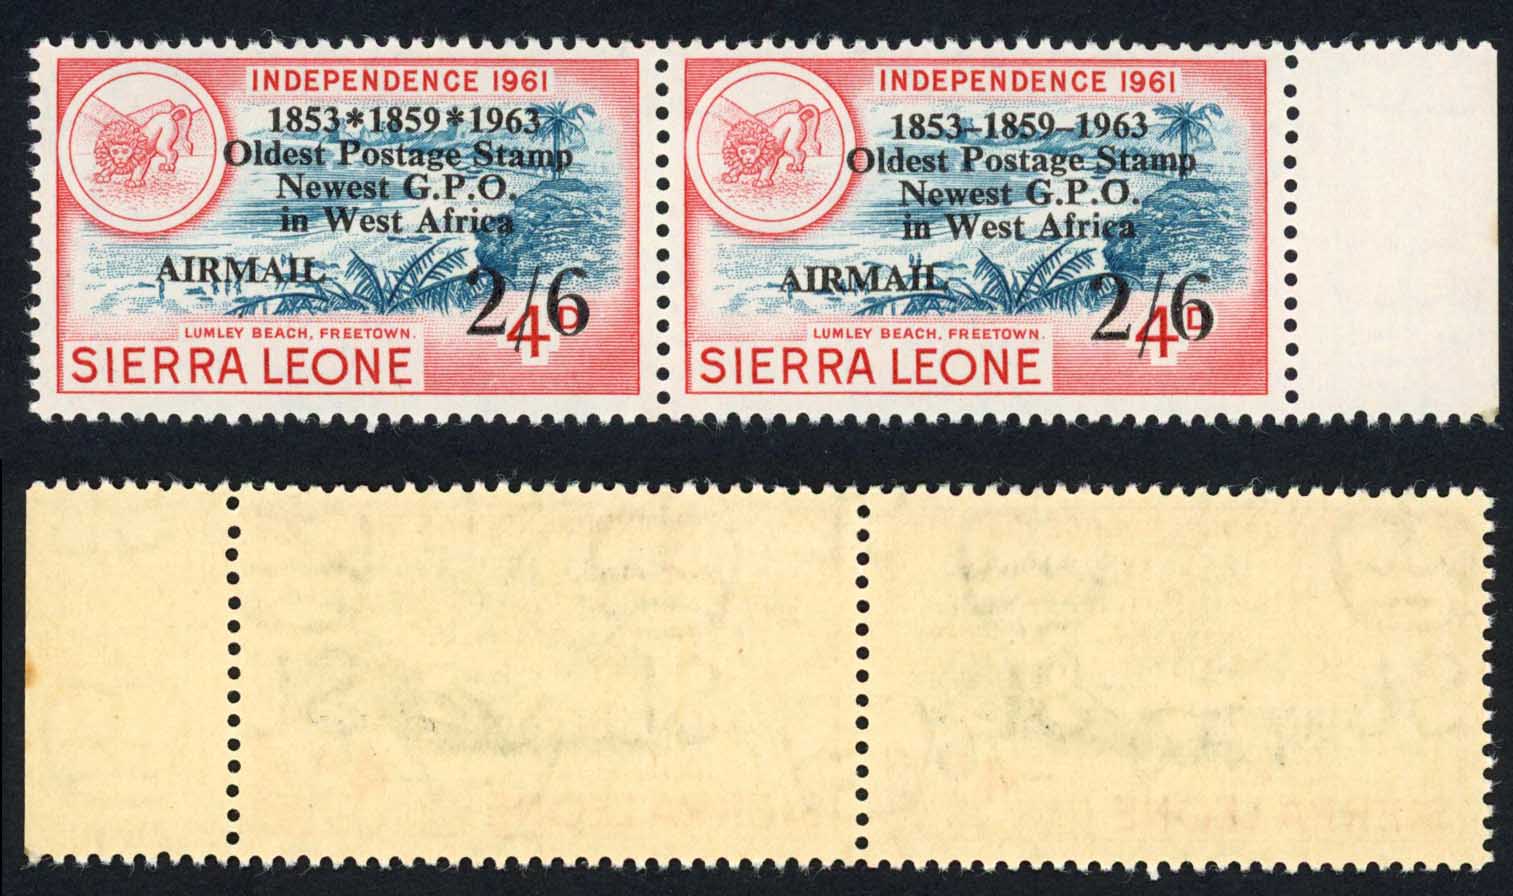 INDEPENDENCE 1961
1853*1859*1963
Oldest Postage Stamp
Newest G.P.O.
in West Africa
AIRMAIL
2/6
4D
LUMLEY BEACH, FREETOWN.
SIERRA LEONE
INDEPENDENCE 1961
1853-1859-1963
Oldest Postage Stamp
Newest G.P.O.
in West Africa
AIRMAIL
2/6
4D
LUMLEY BEACH, FREETOWN.
SIERRA LEONE